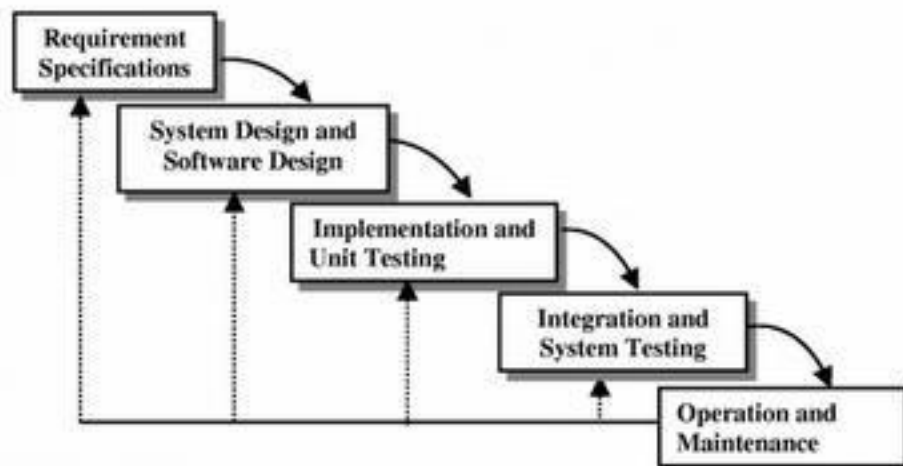 Requirement
Specifications
System Design and
Software Design
Implementation and
Unit Testing
Integration and
System Testing
Operation and
Maintenance